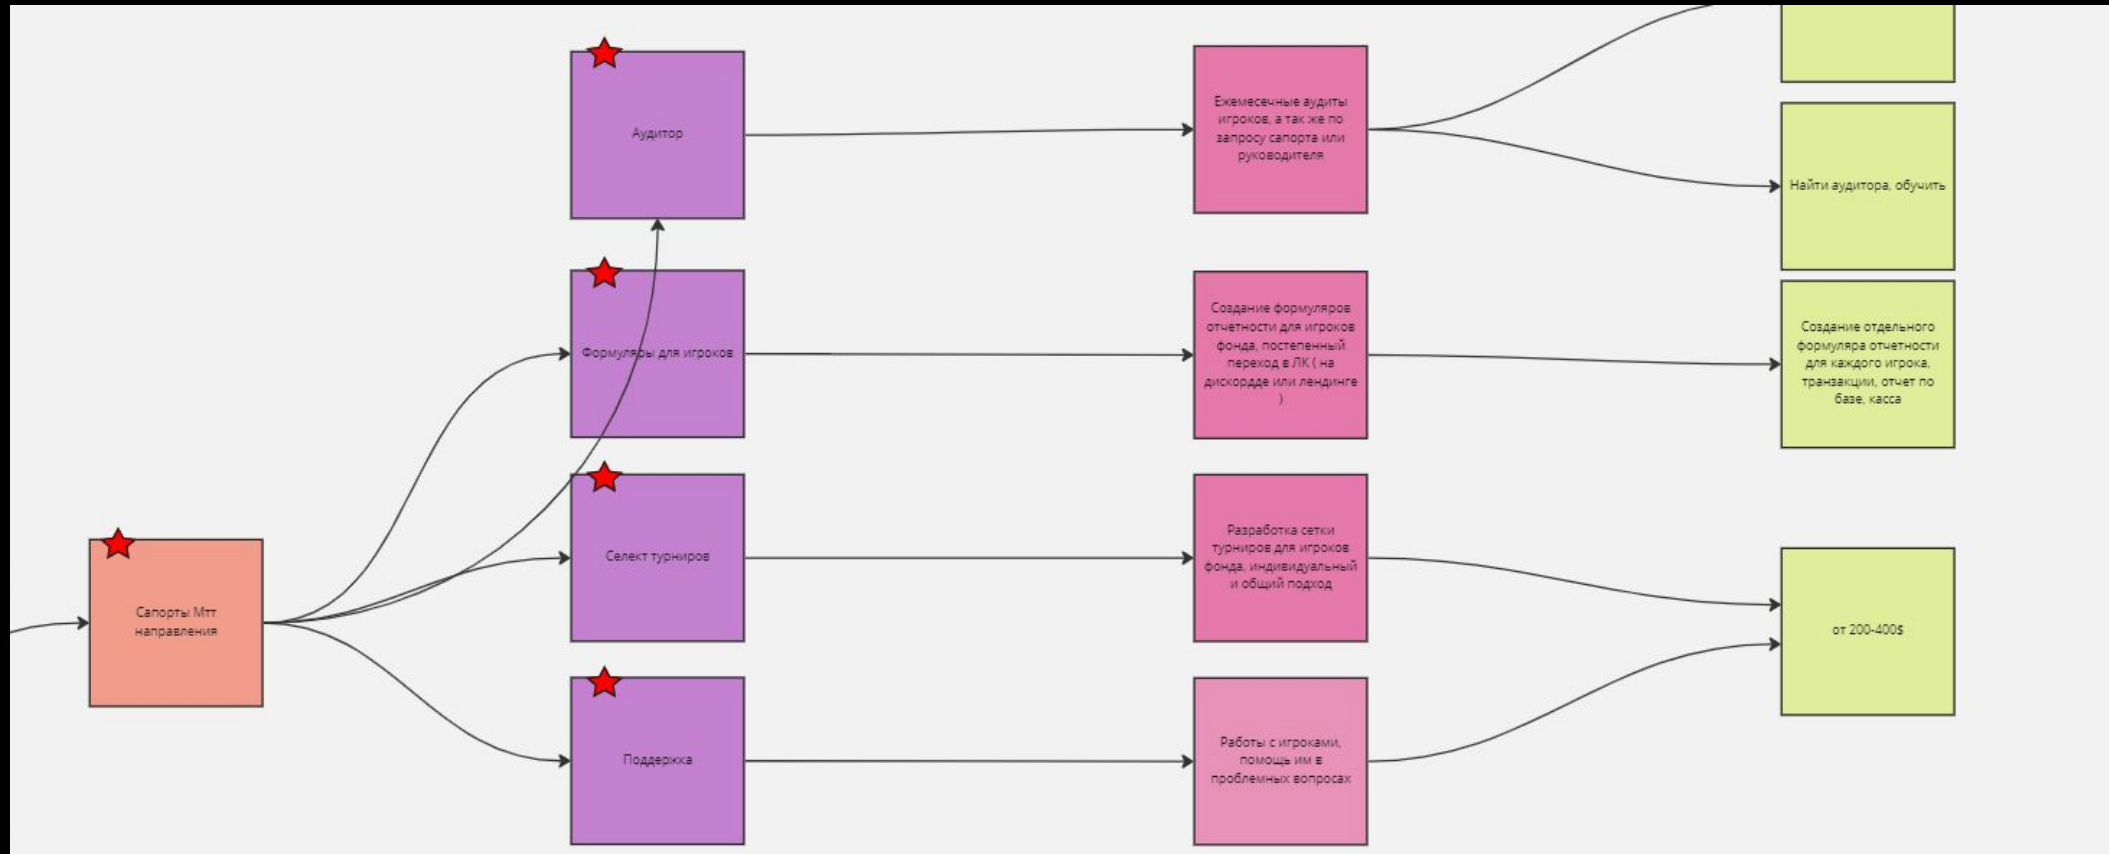 Аудитор
Ежемесечные аудиты
игроков, а так же по
запросу сапорта или
руководителя
Найти аудитора, обучить
Формуляры для игроков
Создание формуляров
отчетности для игроков
фонда, постепенный
переход в ЛК ( на
дискордде или лендинге
)
Создание отдельного
формуляра отчетности
для каждого игрока,
транзакции, отчет по
базе, касса
Сапорты Мтт
направления
Селект турниров
Разработка сетки
турниров для игроков
фонда, индивидуальный
и общий подход
от 200-400$
Поддержка
Работы с игроками,
помощь им в
проблемных вопросах